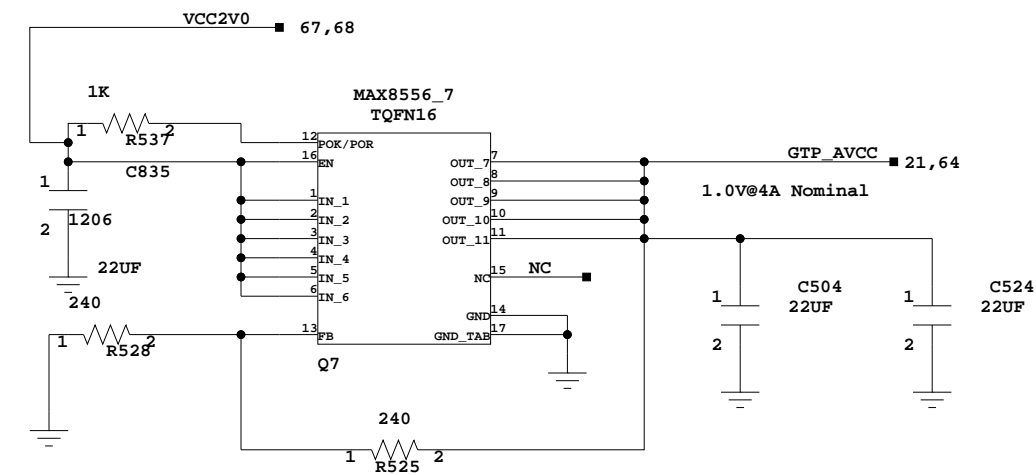 VCC2V0
67,68
1K
1 2
R537
C835
1
1206
2
22UF
MAX8556_7
TQFN16
12 POK/POR
16 EN
1 IN_1
2 IN_2
3 IN_3
4 IN_4
5 IN_5
6 IN_6
13 FB
OUT_7 7
OUT_8 8
OUT_9 9
OUT_10 10
OUT_11 11
NC 15
GND 14
GND_TAB 17
Q7
GTP_AVCC
21,64
1.0V@4A Nominal
NC
C504
22UF
1
2
C524
22UF
1
2
240
1 2
R528
240
1 2
R525